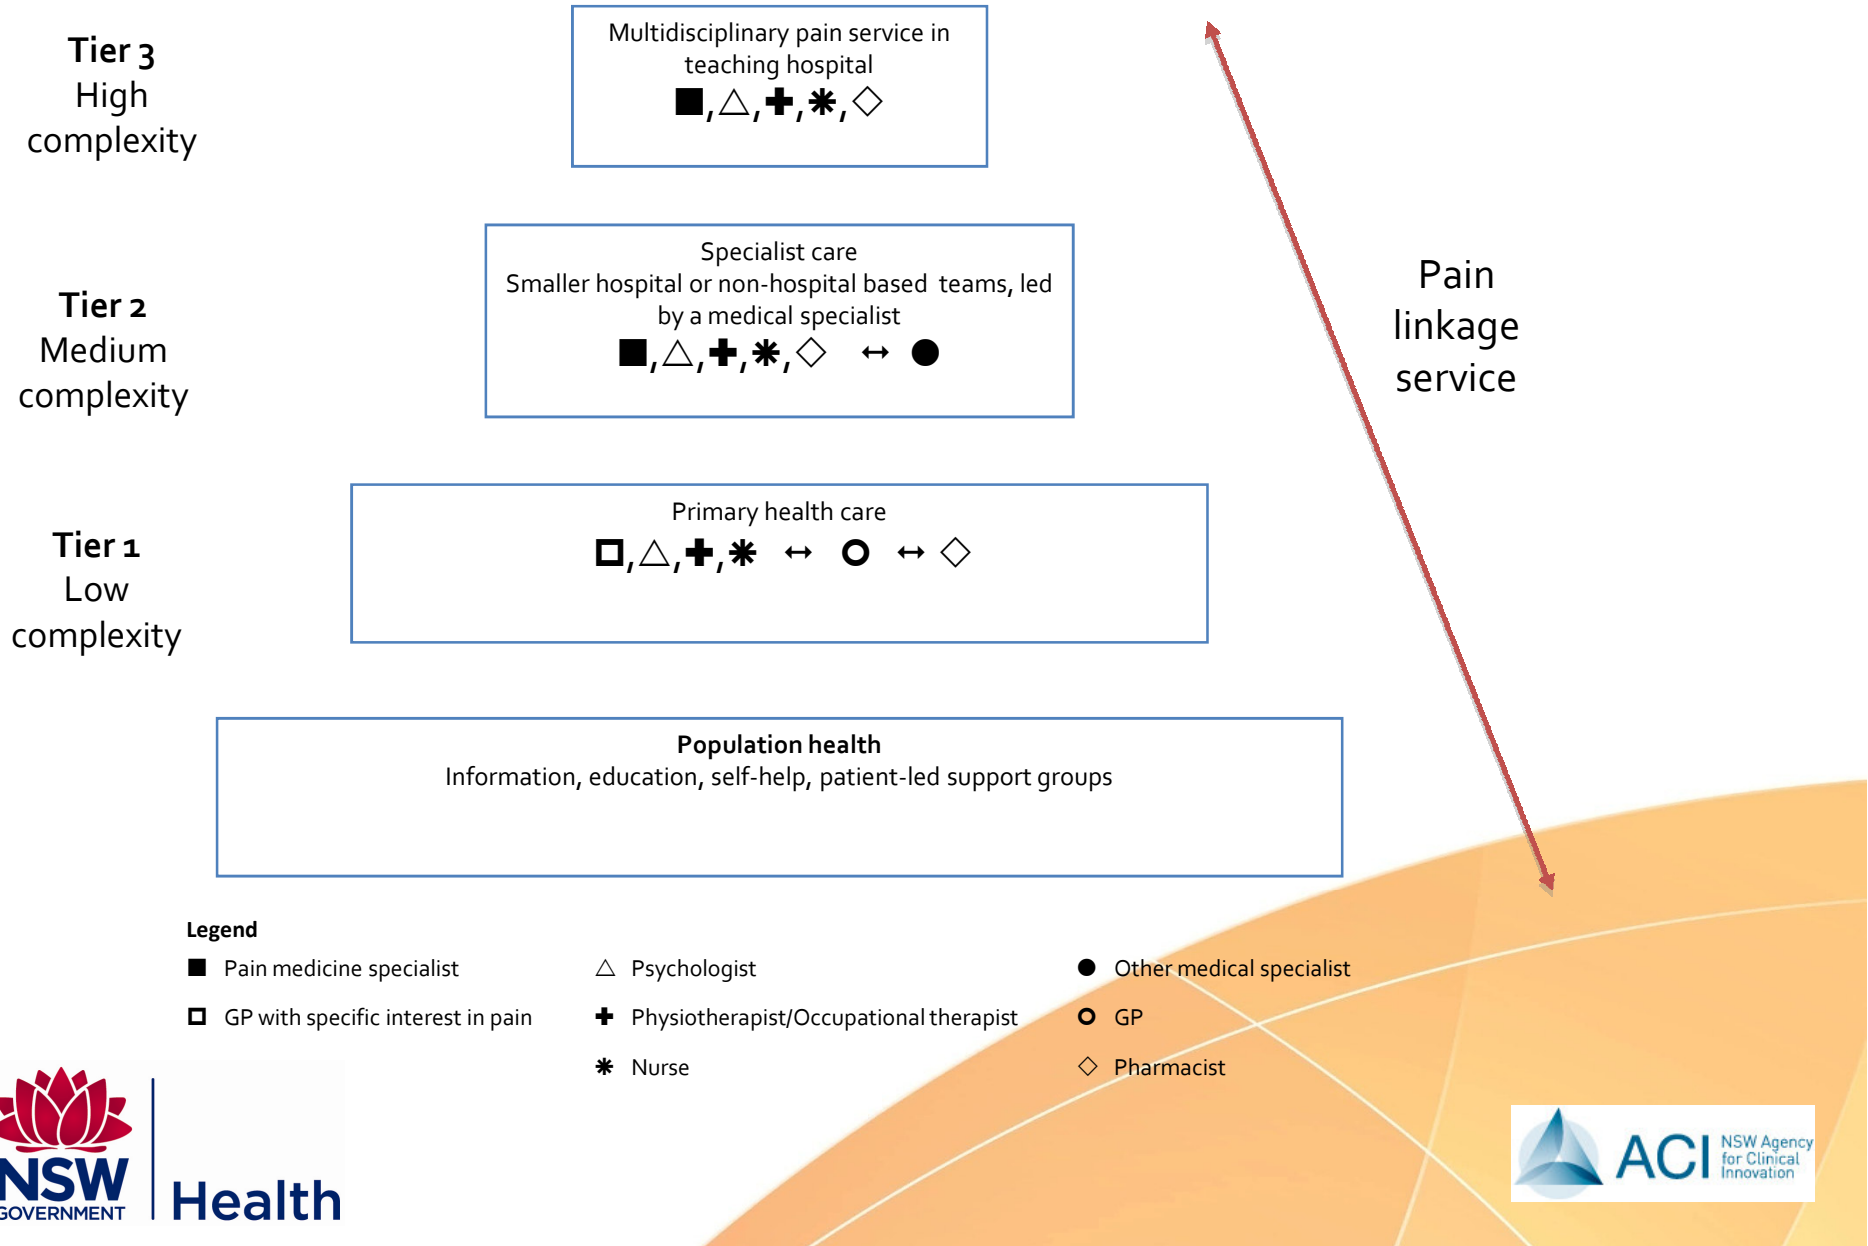 Tier 3
High
complexity
Multidisciplinary pain service in
teaching hospital
■,△,✚,✱,◇
Tier 2
Medium
complexity
Specialist care
Smaller hospital or non-hospital based teams, led
by a medical specialist
■,△,✚,✱,◇ ↔ ●
Pain
linkage
service
Tier 1
Low
complexity
Primary health care
□,△,✚,✱ ↔ ○ ↔ ◇
Population health
Information, education, self-help, patient-led support groups
Legend
■ Pain medicine specialist
△ Psychologist
● Other medical specialist
□ GP with specific interest in pain
✚ Physiotherapist/Occupational therapist
○ GP
✱ Nurse
◇ Pharmacist
NSW
GOVERNMENT
Health
ACI
NSW Agency
for Clinical
Innovation